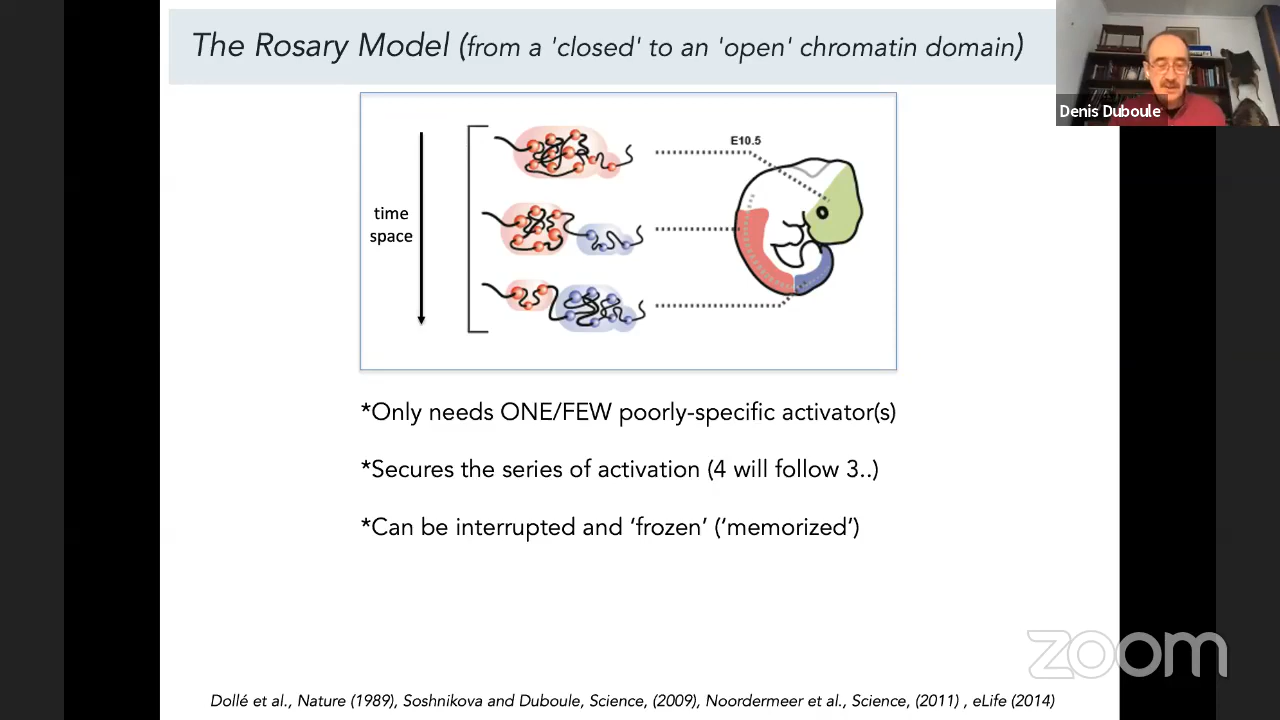 The Rosary Model (from a 'closed' to an 'open' chromatin domain)
Denis Duboule
E10.5
time
space
*Only needs ONE/FEW poorly-specific activator(s)
*Secures the series of activation (4 will follow 3..)
*Can be interrupted and ‘frozen’ (‘memorized’)
zoom
Dollé et al., Nature (1989), Soshnikova and Duboule, Science, (2009), Noordermeer et al., Science, (2011) , eLife (2014)